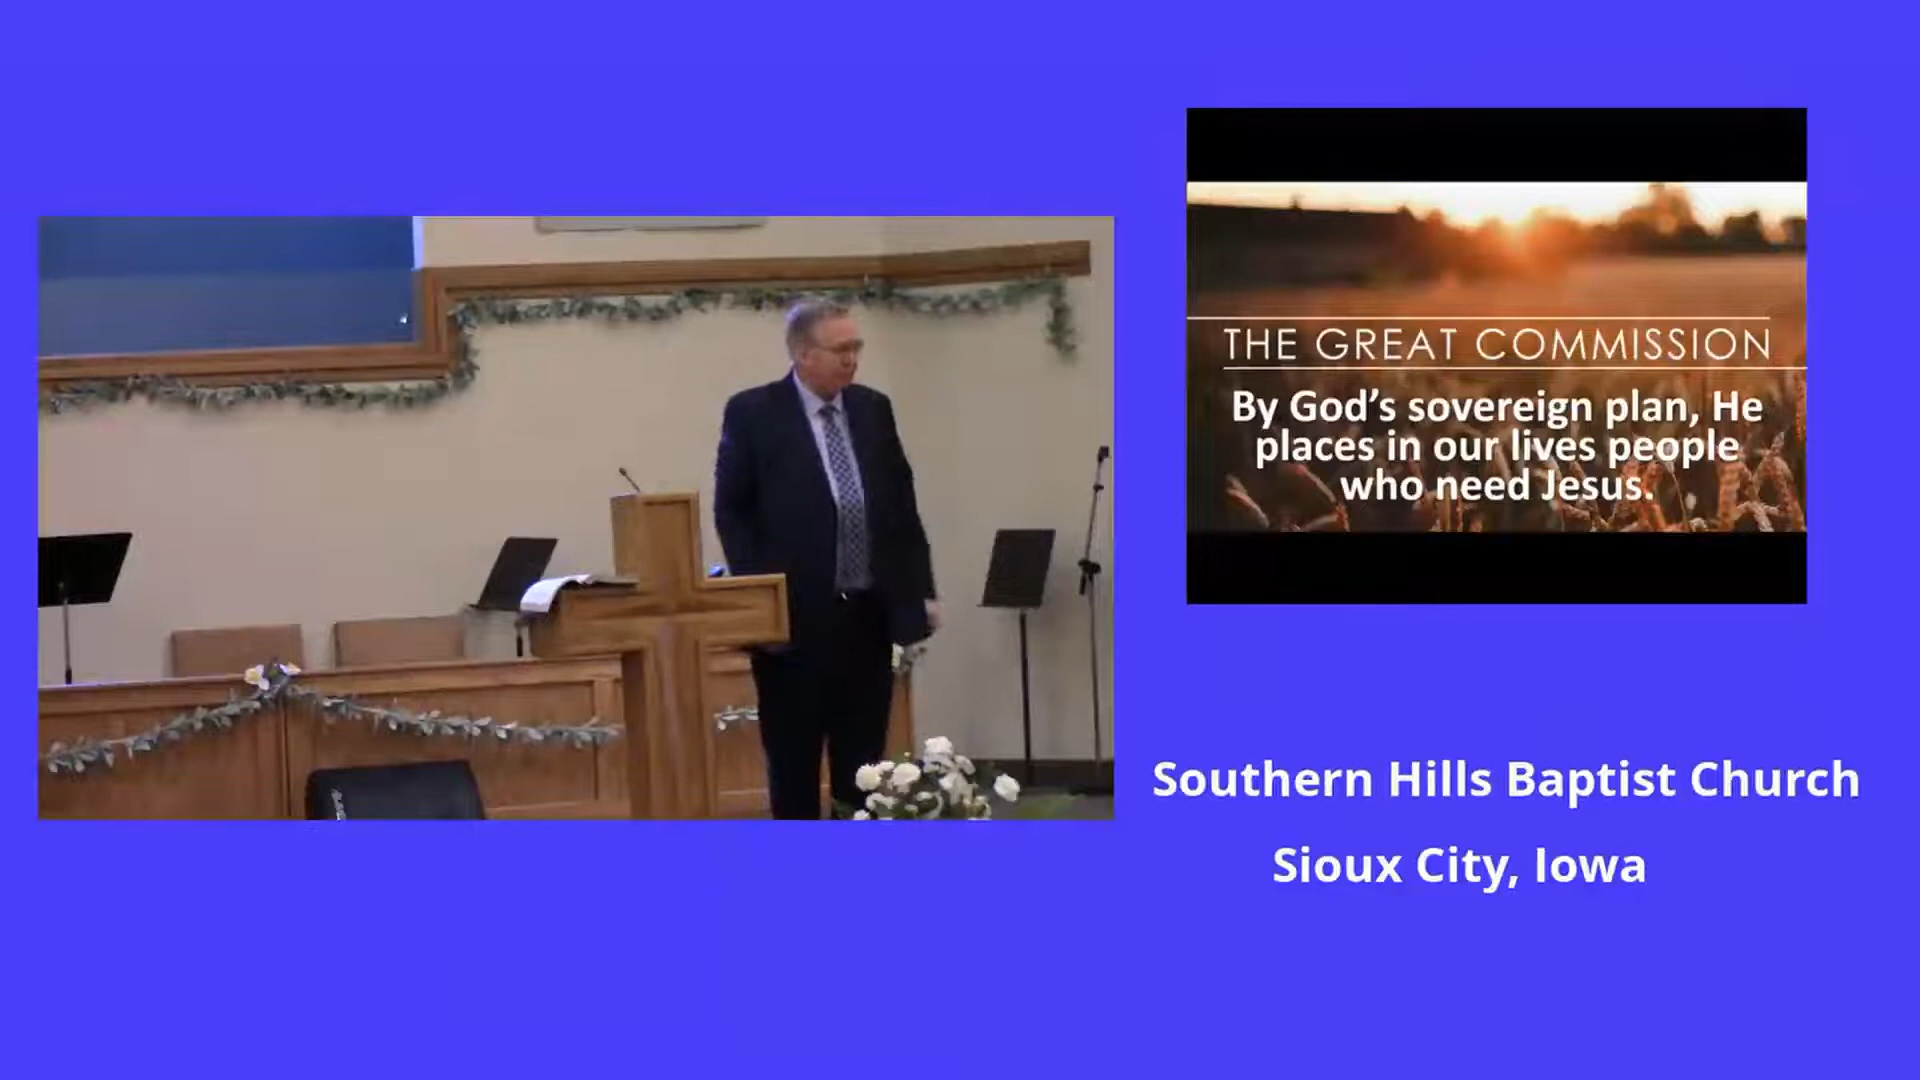 THE GREAT COMMISSION
By God’s sovereign plan, He
places in our lives people
who need Jesus.
Southern Hills Baptist Church
Sioux City, Iowa